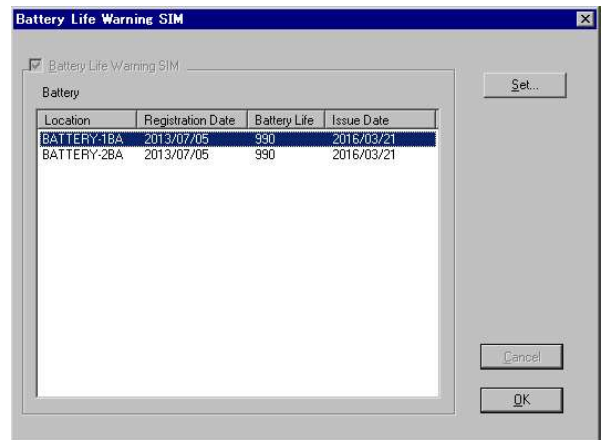 Battery Life Warning SIM
Battery Life Warning SIM
Set...
Battery
Location Registration Date Battery Life Issue Date
BATTERY-1BA 2013/07/05 990 2016/03/21
BATTERY-2BA 2013/07/05 990 2016/03/21
Cancel
OK